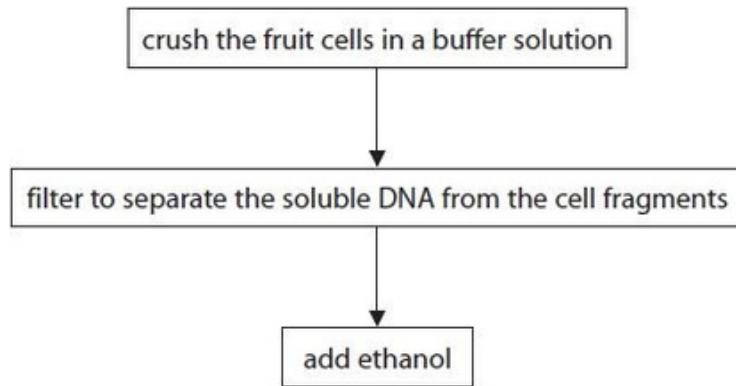 crush the fruit cells in a buffer solution
filter to separate the soluble DNA from the cell fragments
add ethanol